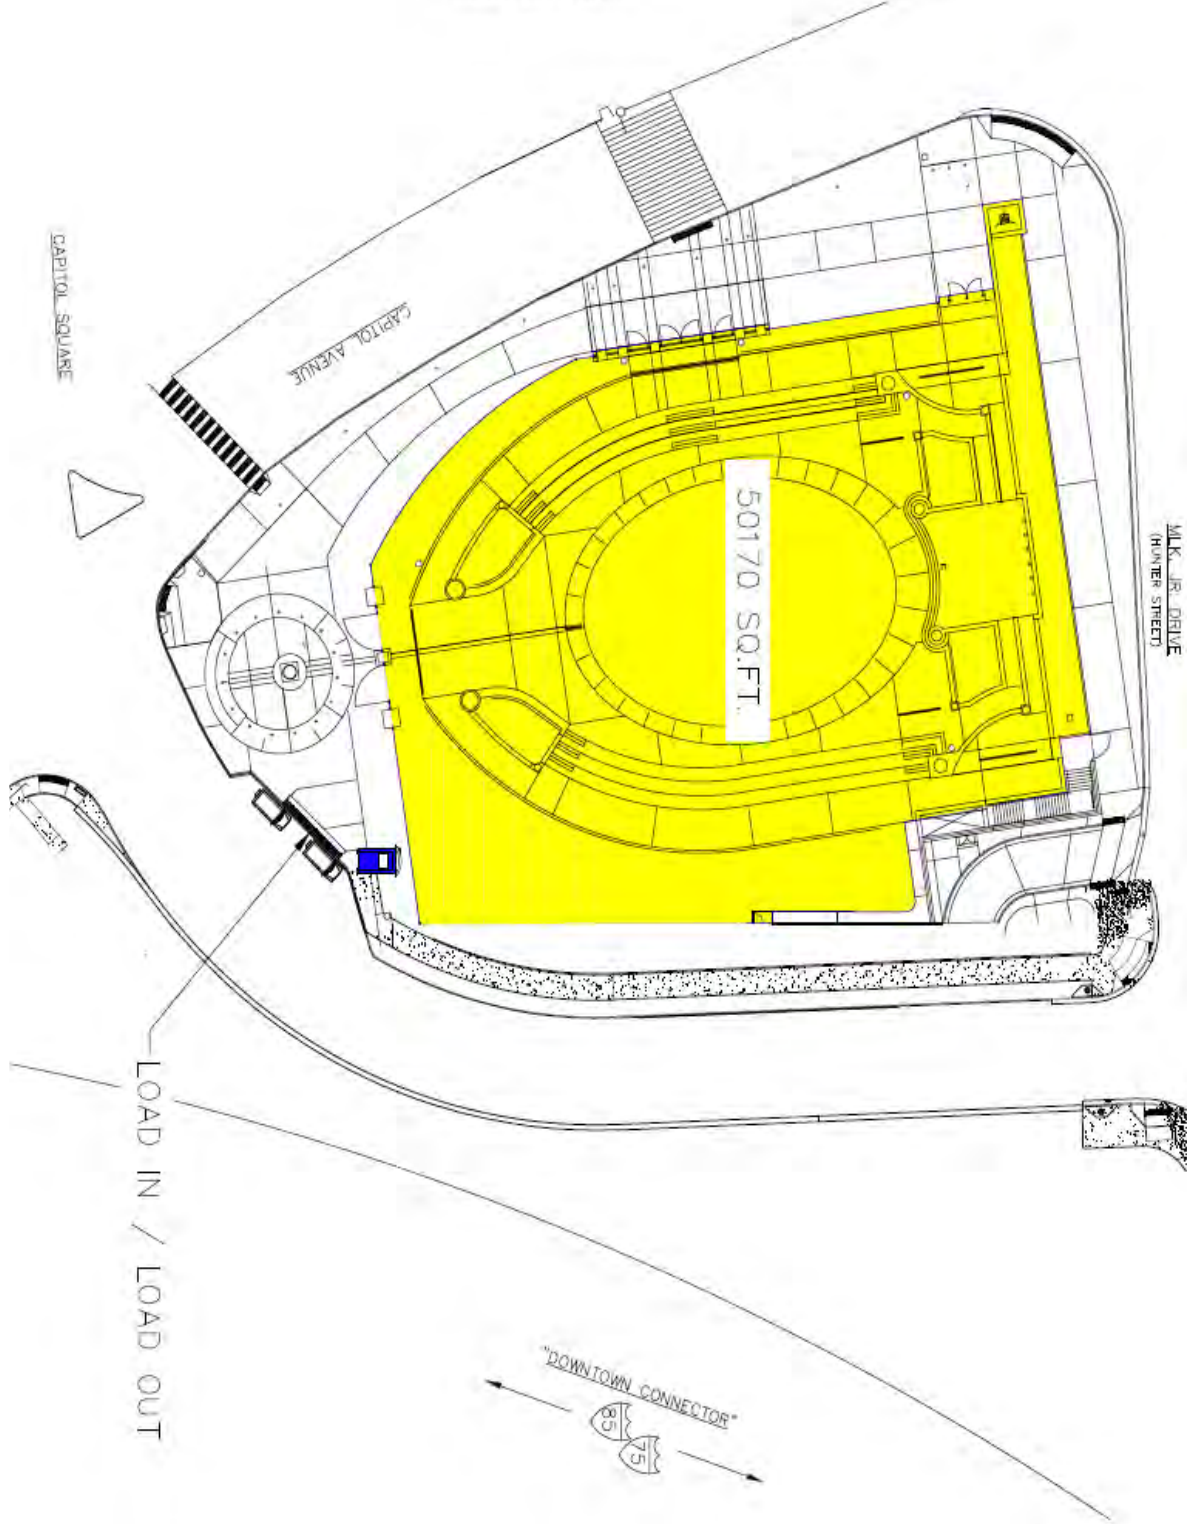 CAPITOL SQUARE
CAPITOL AVENUE
MLK, JR. DRIVE
(HUNTER STREET)
50170 SQ.FT.
LOAD IN / LOAD OUT
"DOWNTOWN CONNECTOR"
85
75